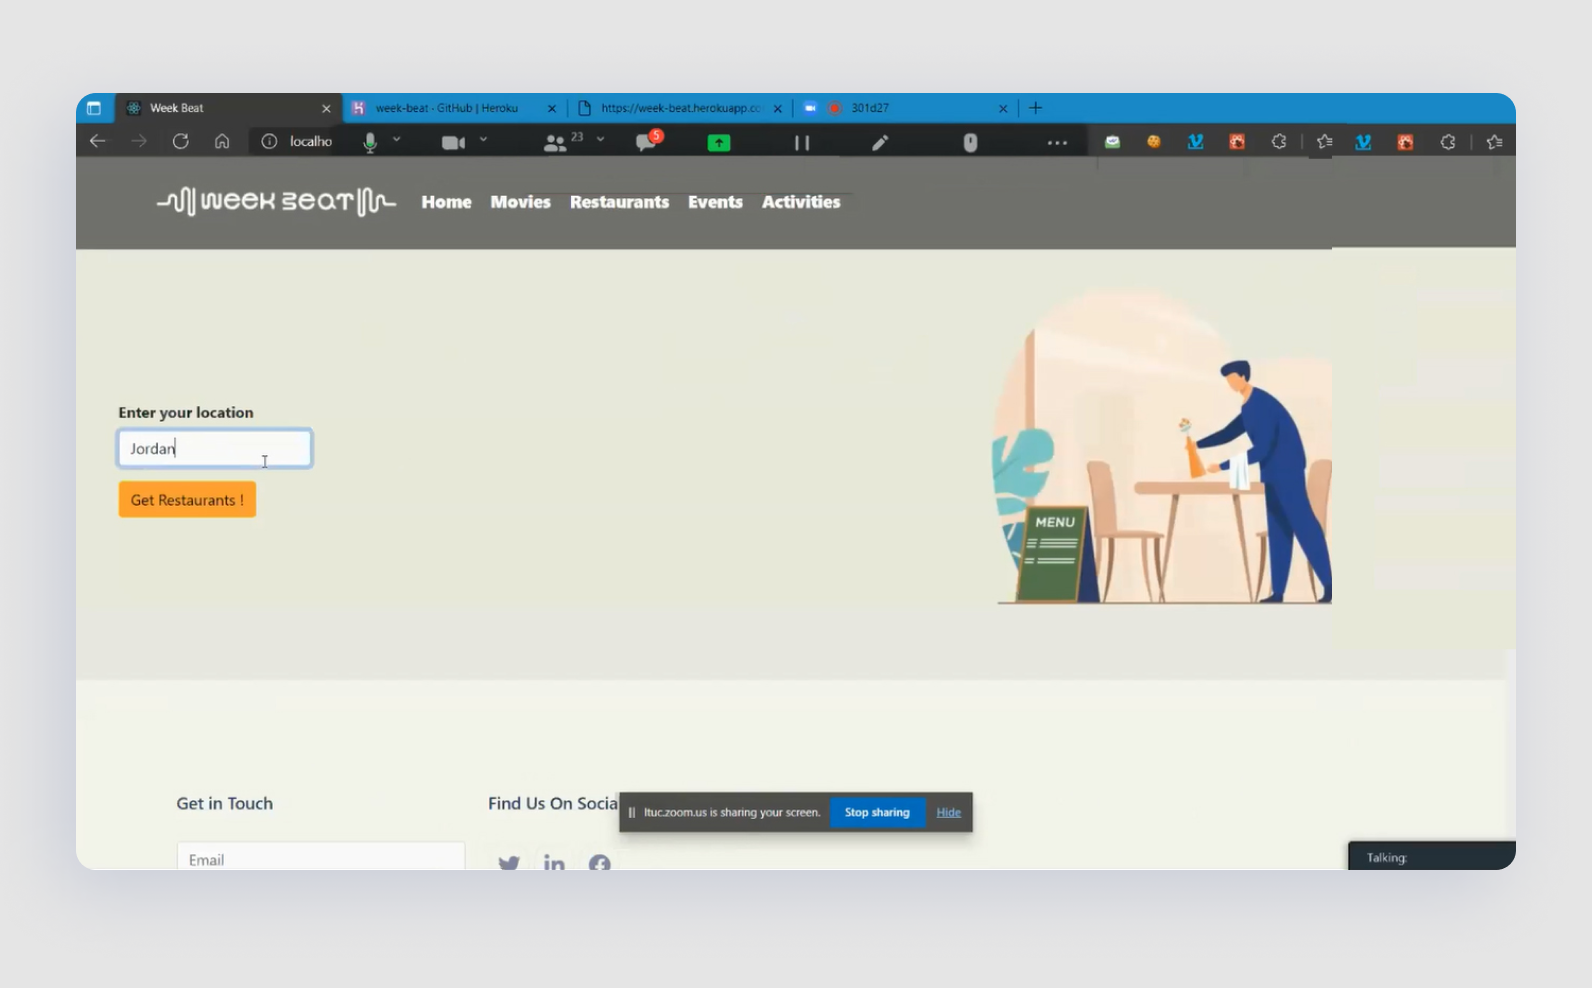 Week Beat
week-beat · GitHub | Heroku
https://week-beat.herokuapp.co
301d27
localho
23
5
WEEK BEAT
Home Movies Restaurants Events Activities
Enter your location
Jordan
Get Restaurants !
MENU
Get in Touch
Find Us On Socia
ltuc.zoom.us is sharing your screen. Stop sharing Hide
Email
Talking: